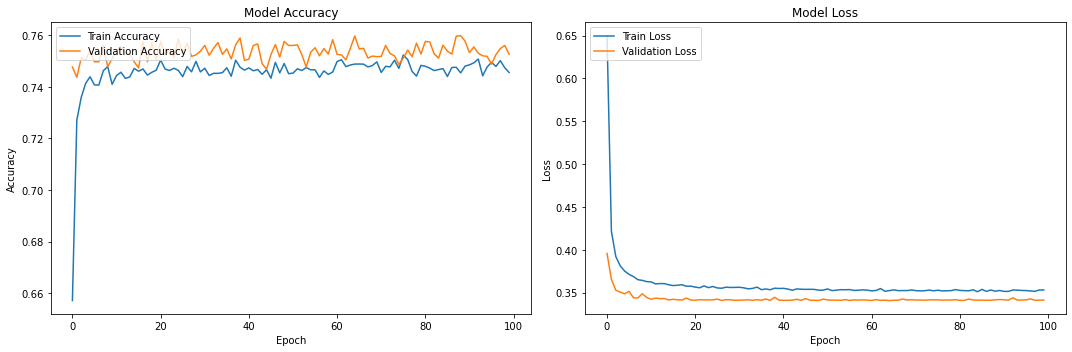 Model Accuracy
Train Accuracy
Validation Accuracy
0.76
0.74
0.72
0.70
0.68
0.66
Accuracy
0
20
40
60
80
100
Epoch
Model Loss
Train Loss
Validation Loss
0.65
0.60
0.55
0.50
0.45
0.40
0.35
Loss
0
20
40
60
80
100
Epoch